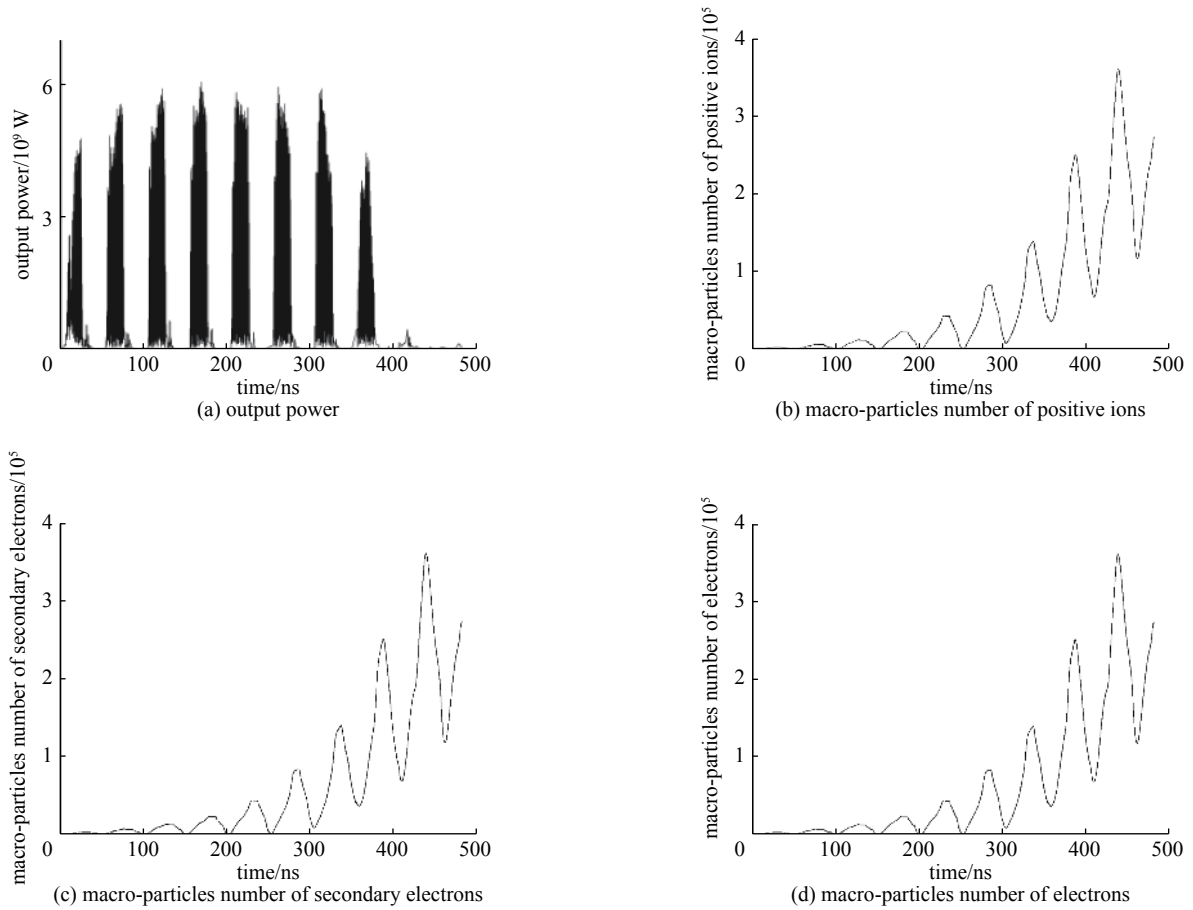 output power/10⁹ W
6
3
0 100 200 300 400 500
time/ns
(a) output power
macro-particles number of positive ions/10⁵
4
3
2
1
0 100 200 300 400 500
time/ns
(b) macro-particles number of positive ions
macro-particles number of secondary electrons/10⁵
4
3
2
1
0 100 200 300 400 500
time/ns
(c) macro-particles number of secondary electrons
macro-particles number of electrons/10⁵
4
3
2
1
0 100 200 300 400 500
time/ns
(d) macro-particles number of electrons